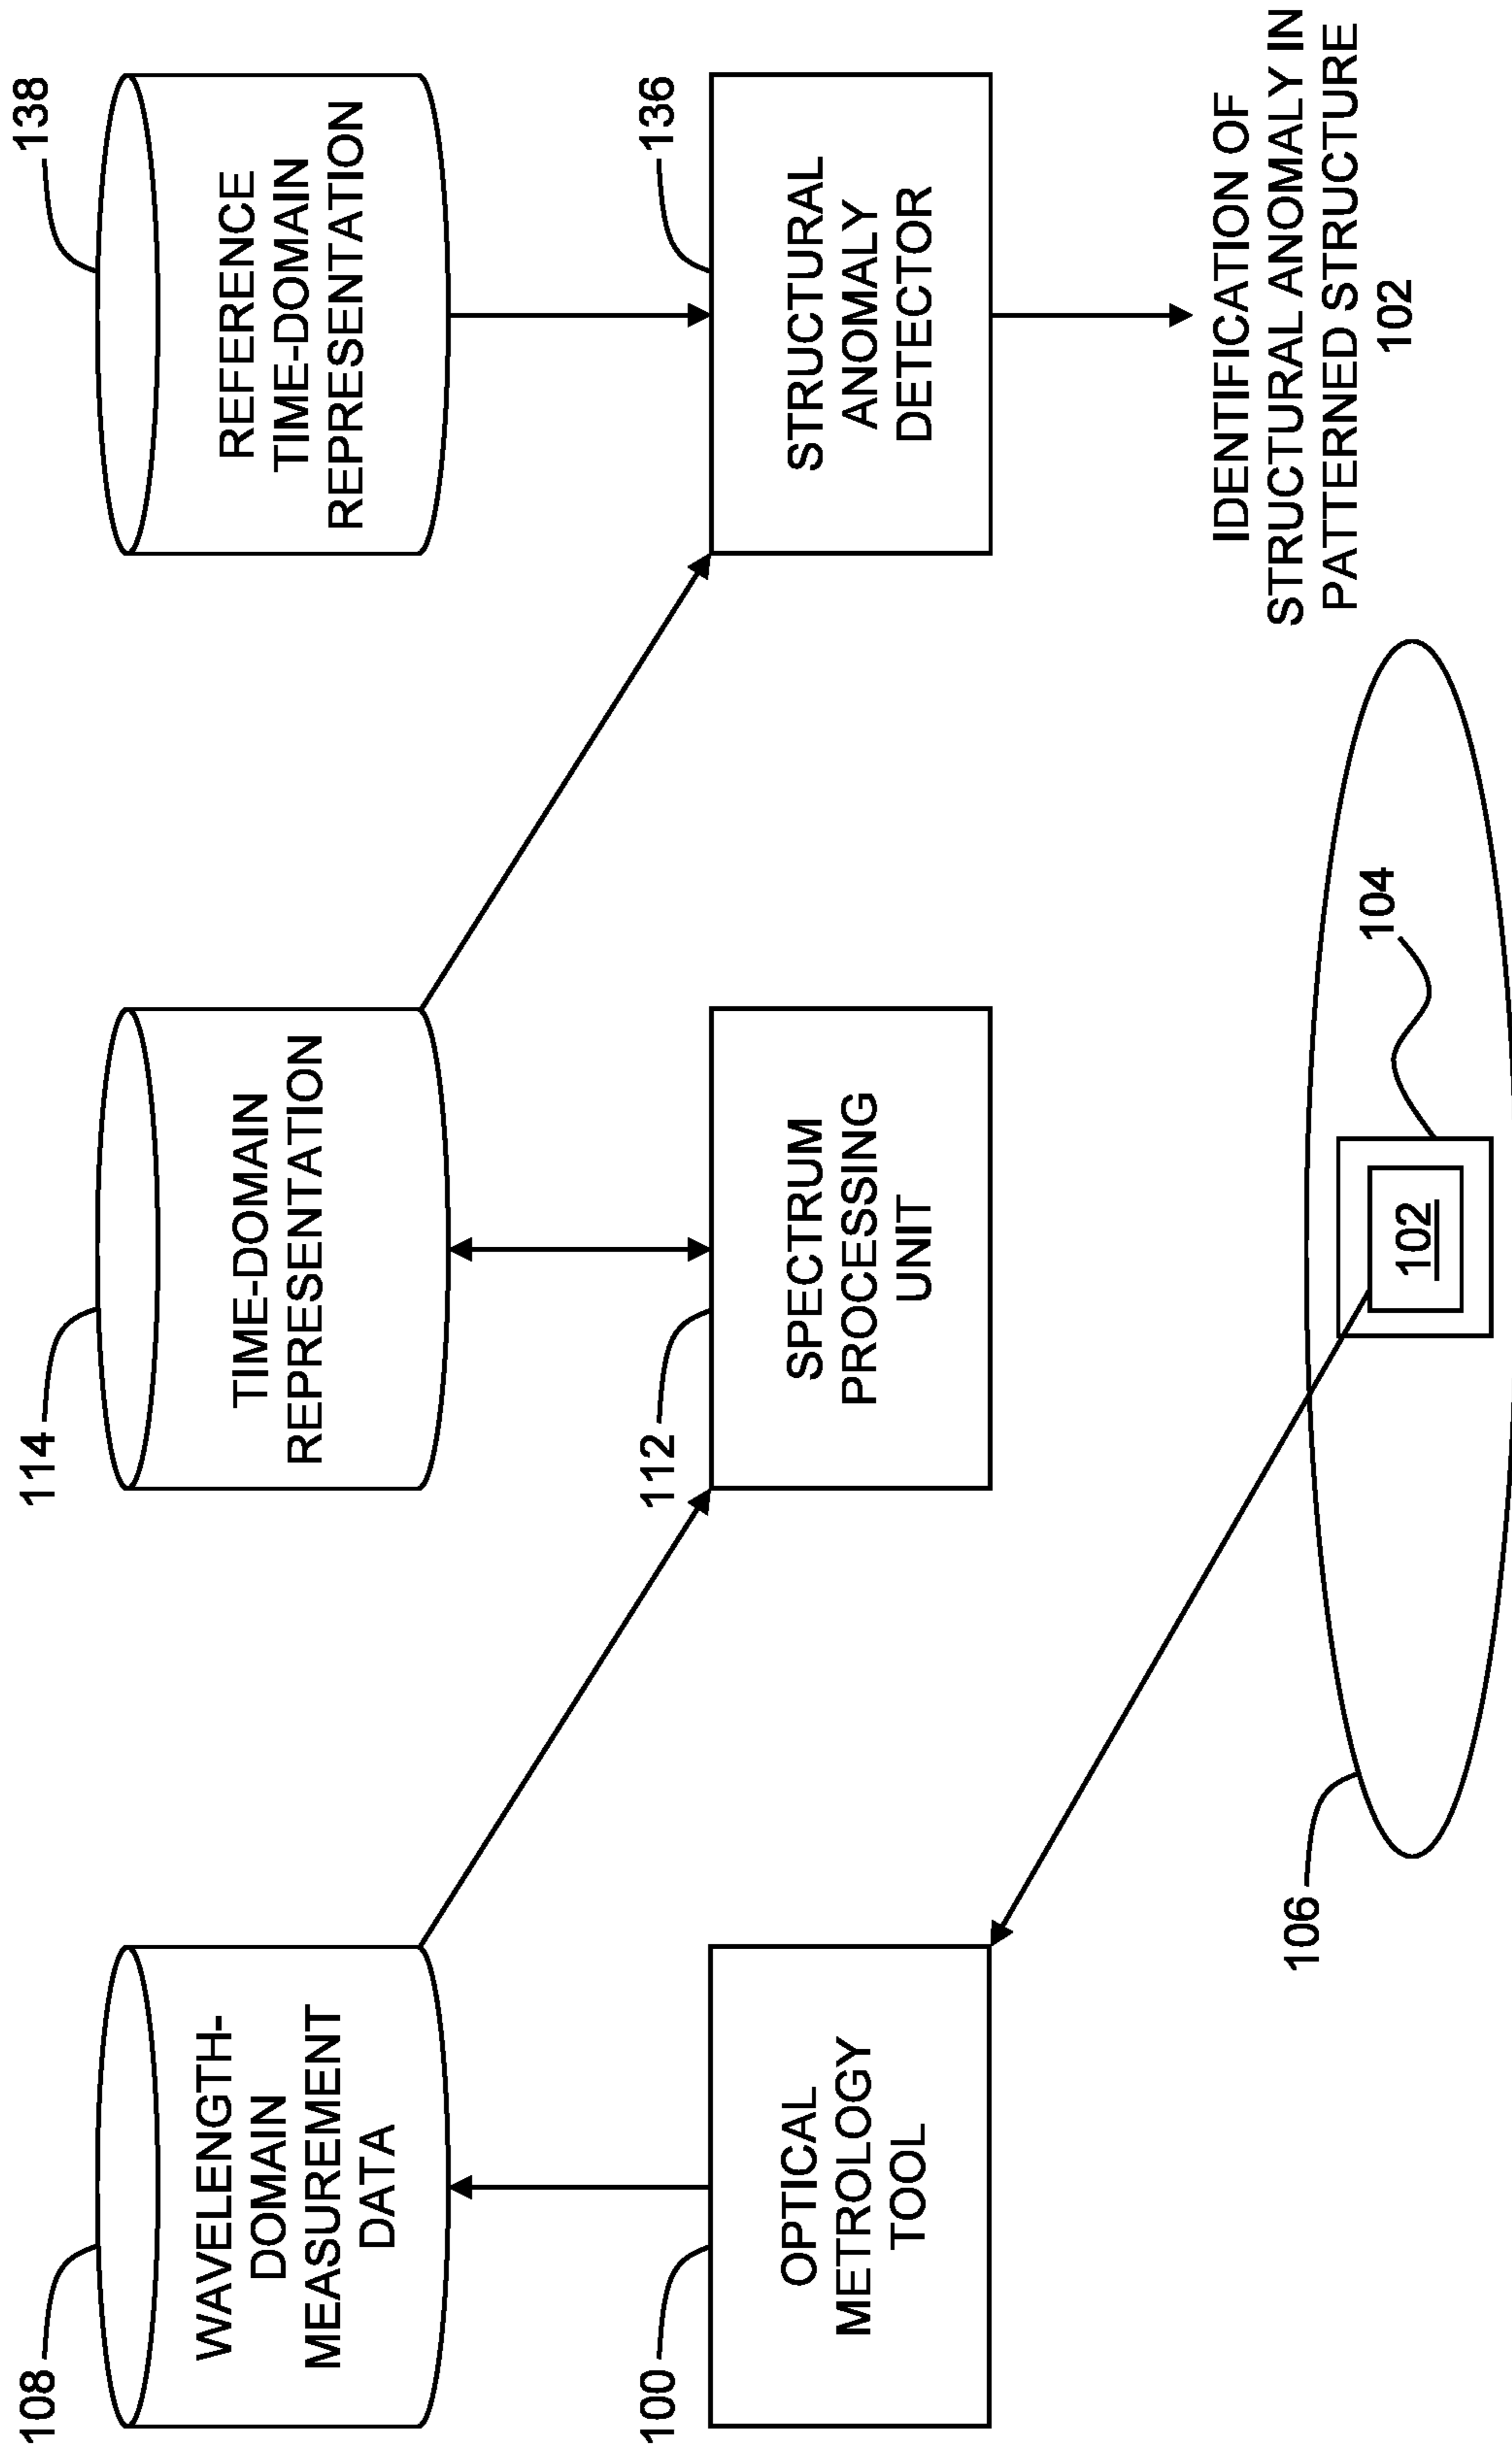 108
WAVELENGTH-
DOMAIN
MEASUREMENT
DATA
114
TIME-DOMAIN
REPRESENTATION
138
REFERENCE
TIME-DOMAIN
REPRESENTATION
100
OPTICAL
METROLOGY
TOOL
112
SPECTRUM
PROCESSING
UNIT
136
STRUCTURAL
ANOMALY
DETECTOR
106
102
104
IDENTIFICATION OF
STRUCTURAL ANOMALY IN
PATTERNED STRUCTURE
102